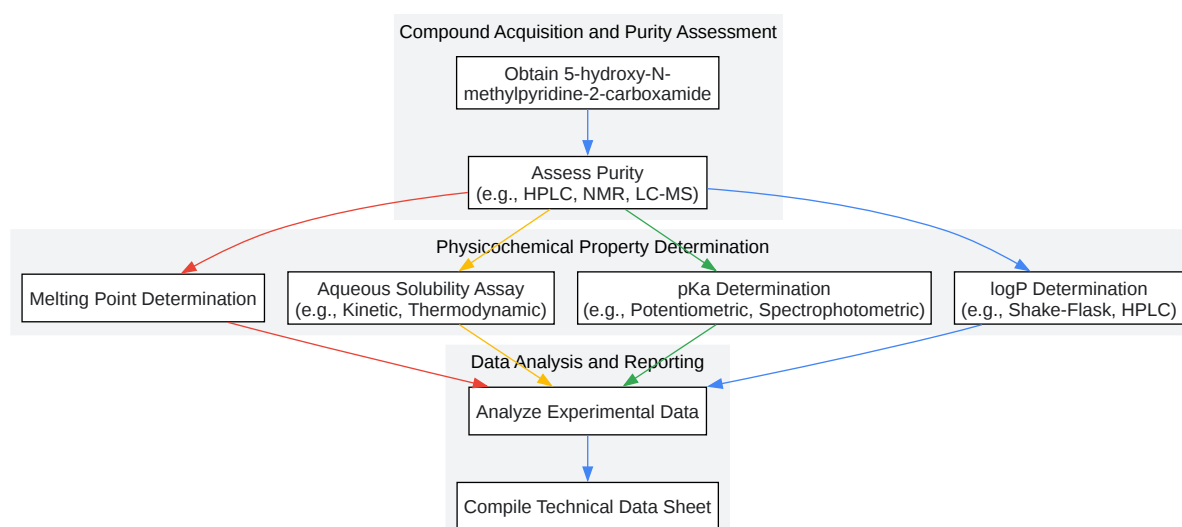 Compound Acquisition and Purity Assessment
Obtain 5-hydroxy-N-
methylpyridine-2-carboxamide
Assess Purity
(e.g., HPLC, NMR, LC-MS)
Physicochemical Property Determination
Melting Point Determination
Aqueous Solubility Assay
(e.g., Kinetic, Thermodynamic)
pKa Determination
(e.g., Potentiometric, Spectrophotometric)
logP Determination
(e.g., Shake-Flask, HPLC)
Data Analysis and Reporting
Analyze Experimental Data
Compile Technical Data Sheet